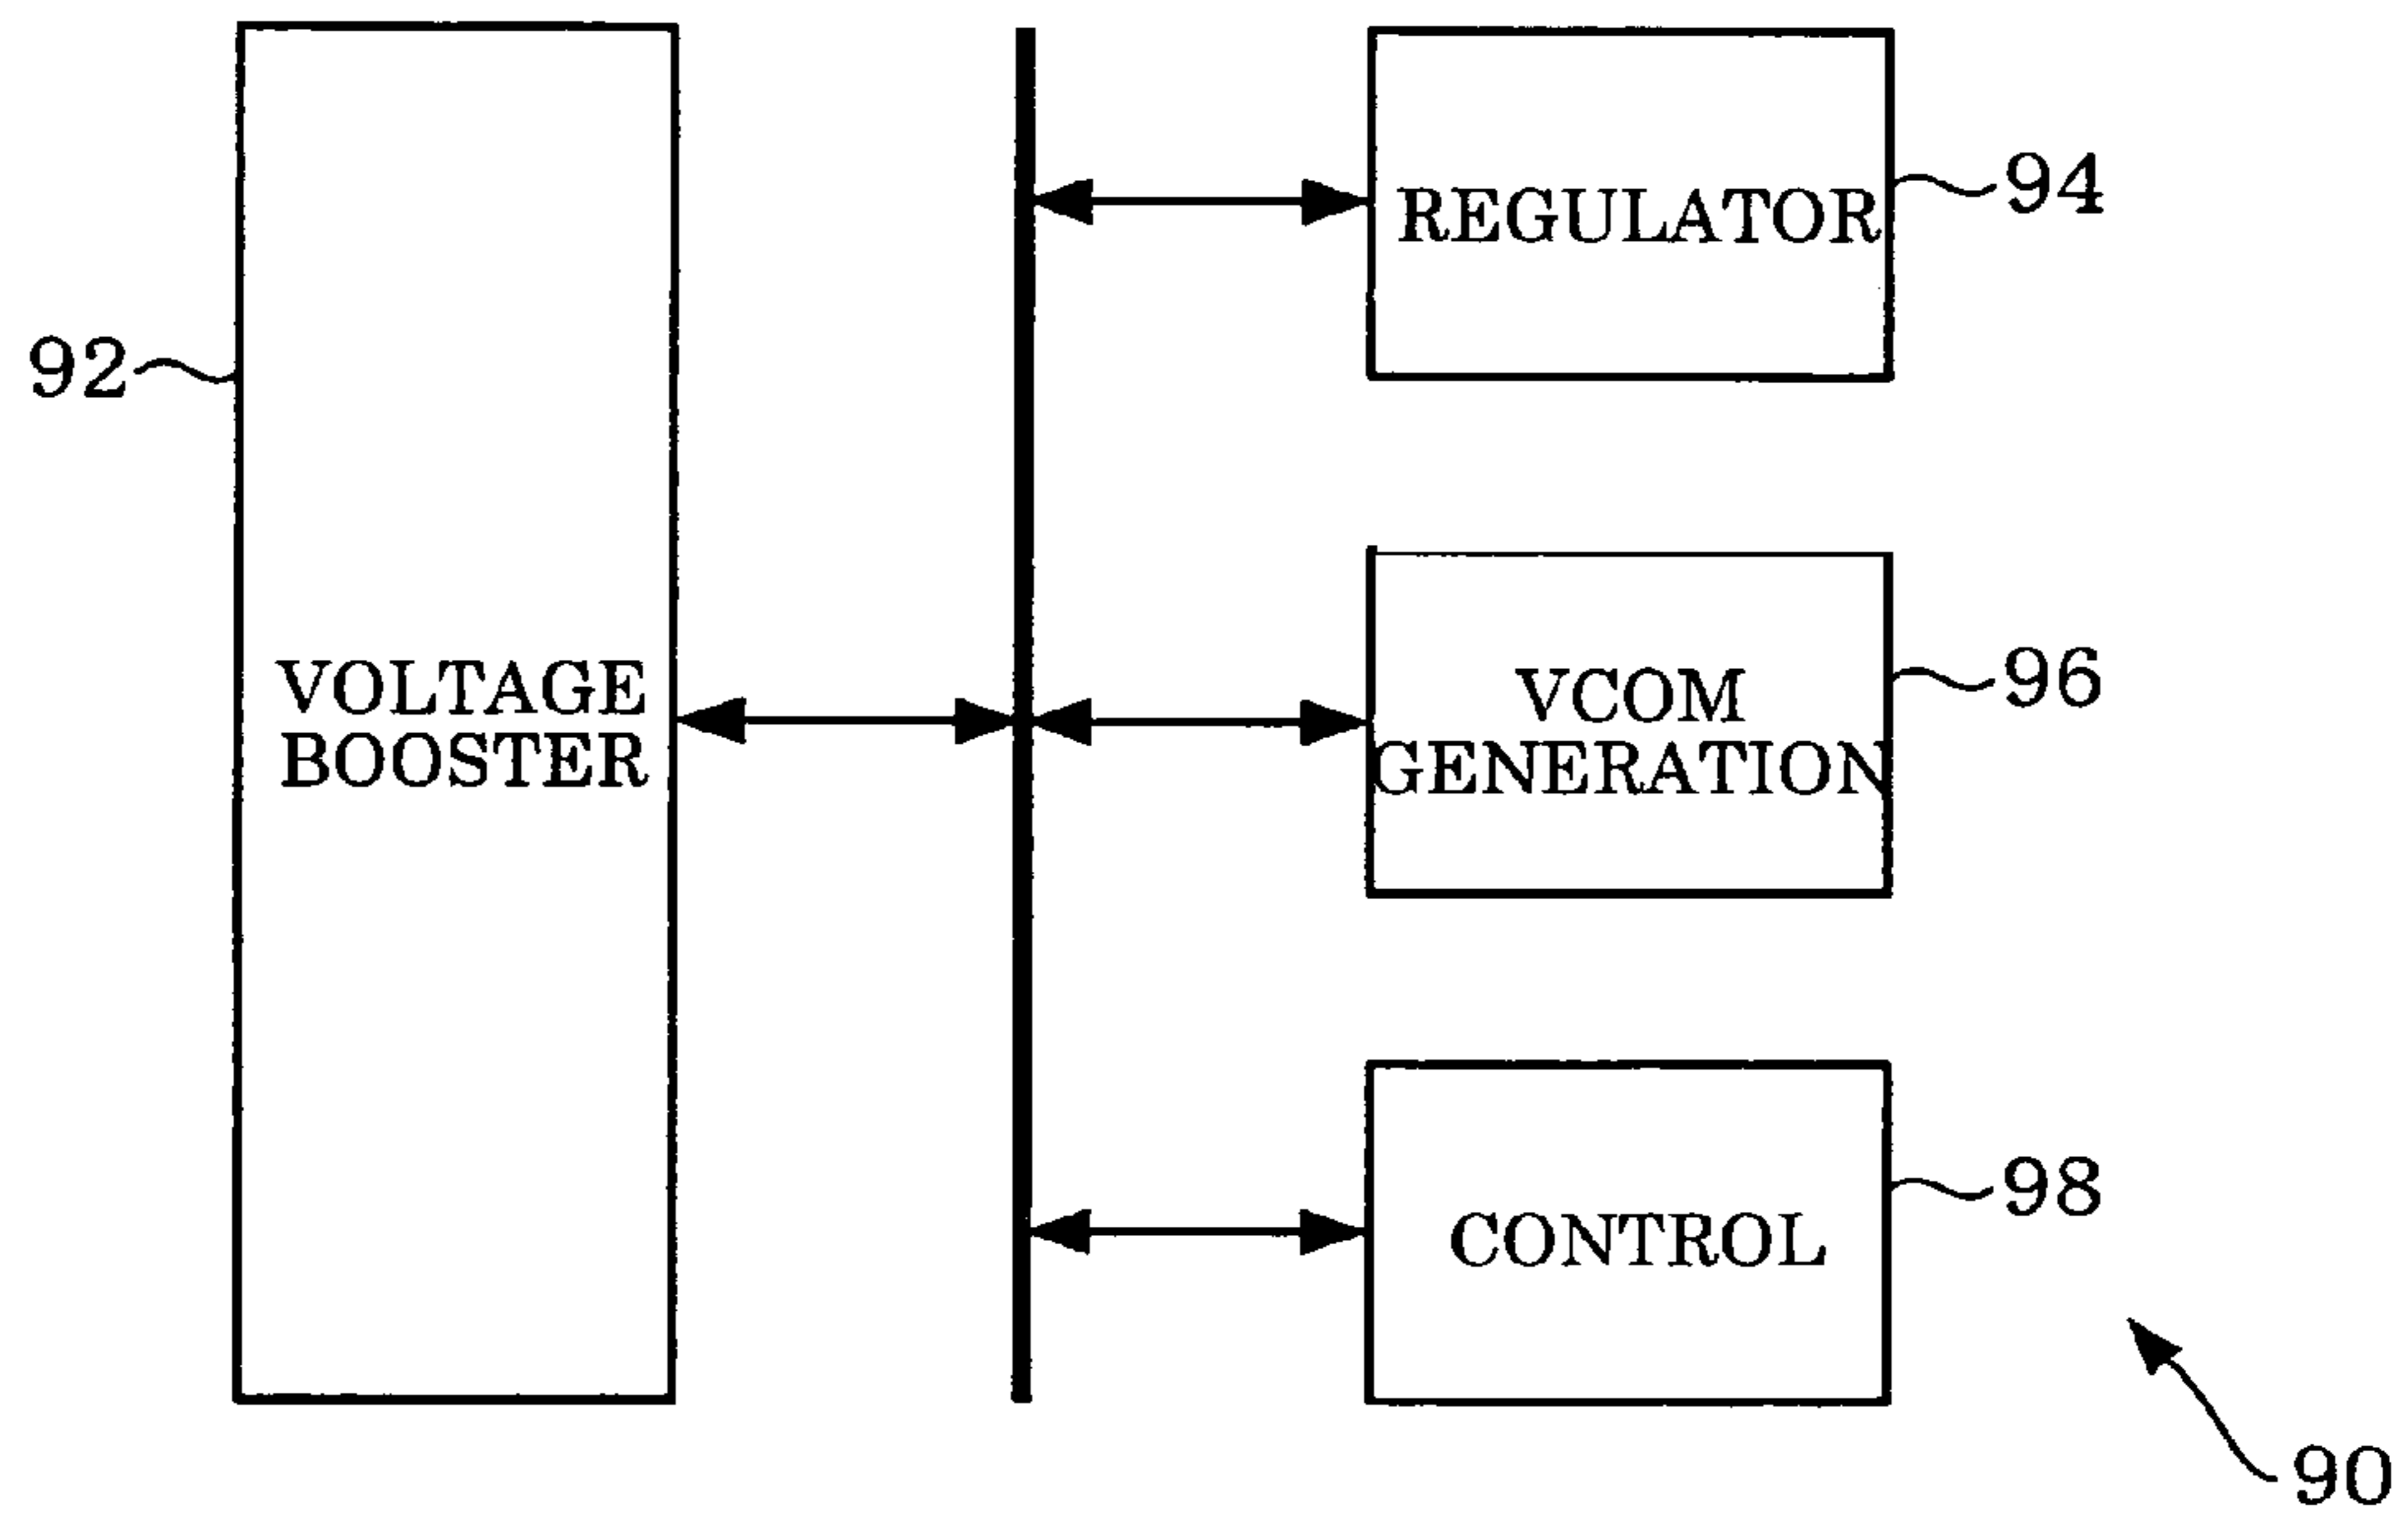 92
VOLTAGE
BOOSTER
REGULATOR
94
VCOM
GENERATION
96
CONTROL
98
90